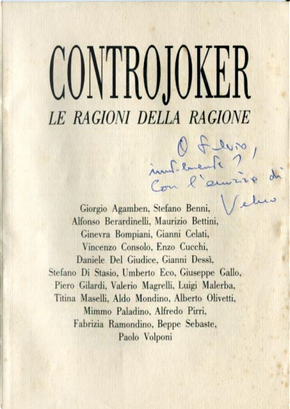 CONTROJOKER
LE RAGIONI DELLA RAGIONE
Con l'amicizia di
Giorgio Agamben, Stefano Benni,
Alfonso Berardinelli, Maurizio Bettini,
Ginevra Bompiani, Gianni Celati,
Vincenzo Consolo, Enzo Cucchi,
Daniele Del Giudice, Gianni Dessì,
Stefano Di Stasio, Umberto Eco, Giuseppe Gallo,
Piero Gilardi, Valerio Magrelli, Luigi Malerba,
Titina Maselli, Aldo Mondino, Alberto Olivetti,
Mimmo Paladino, Alfredo Pirri,
Fabrizia Ramondino, Beppe Sebaste,
Paolo Volponi